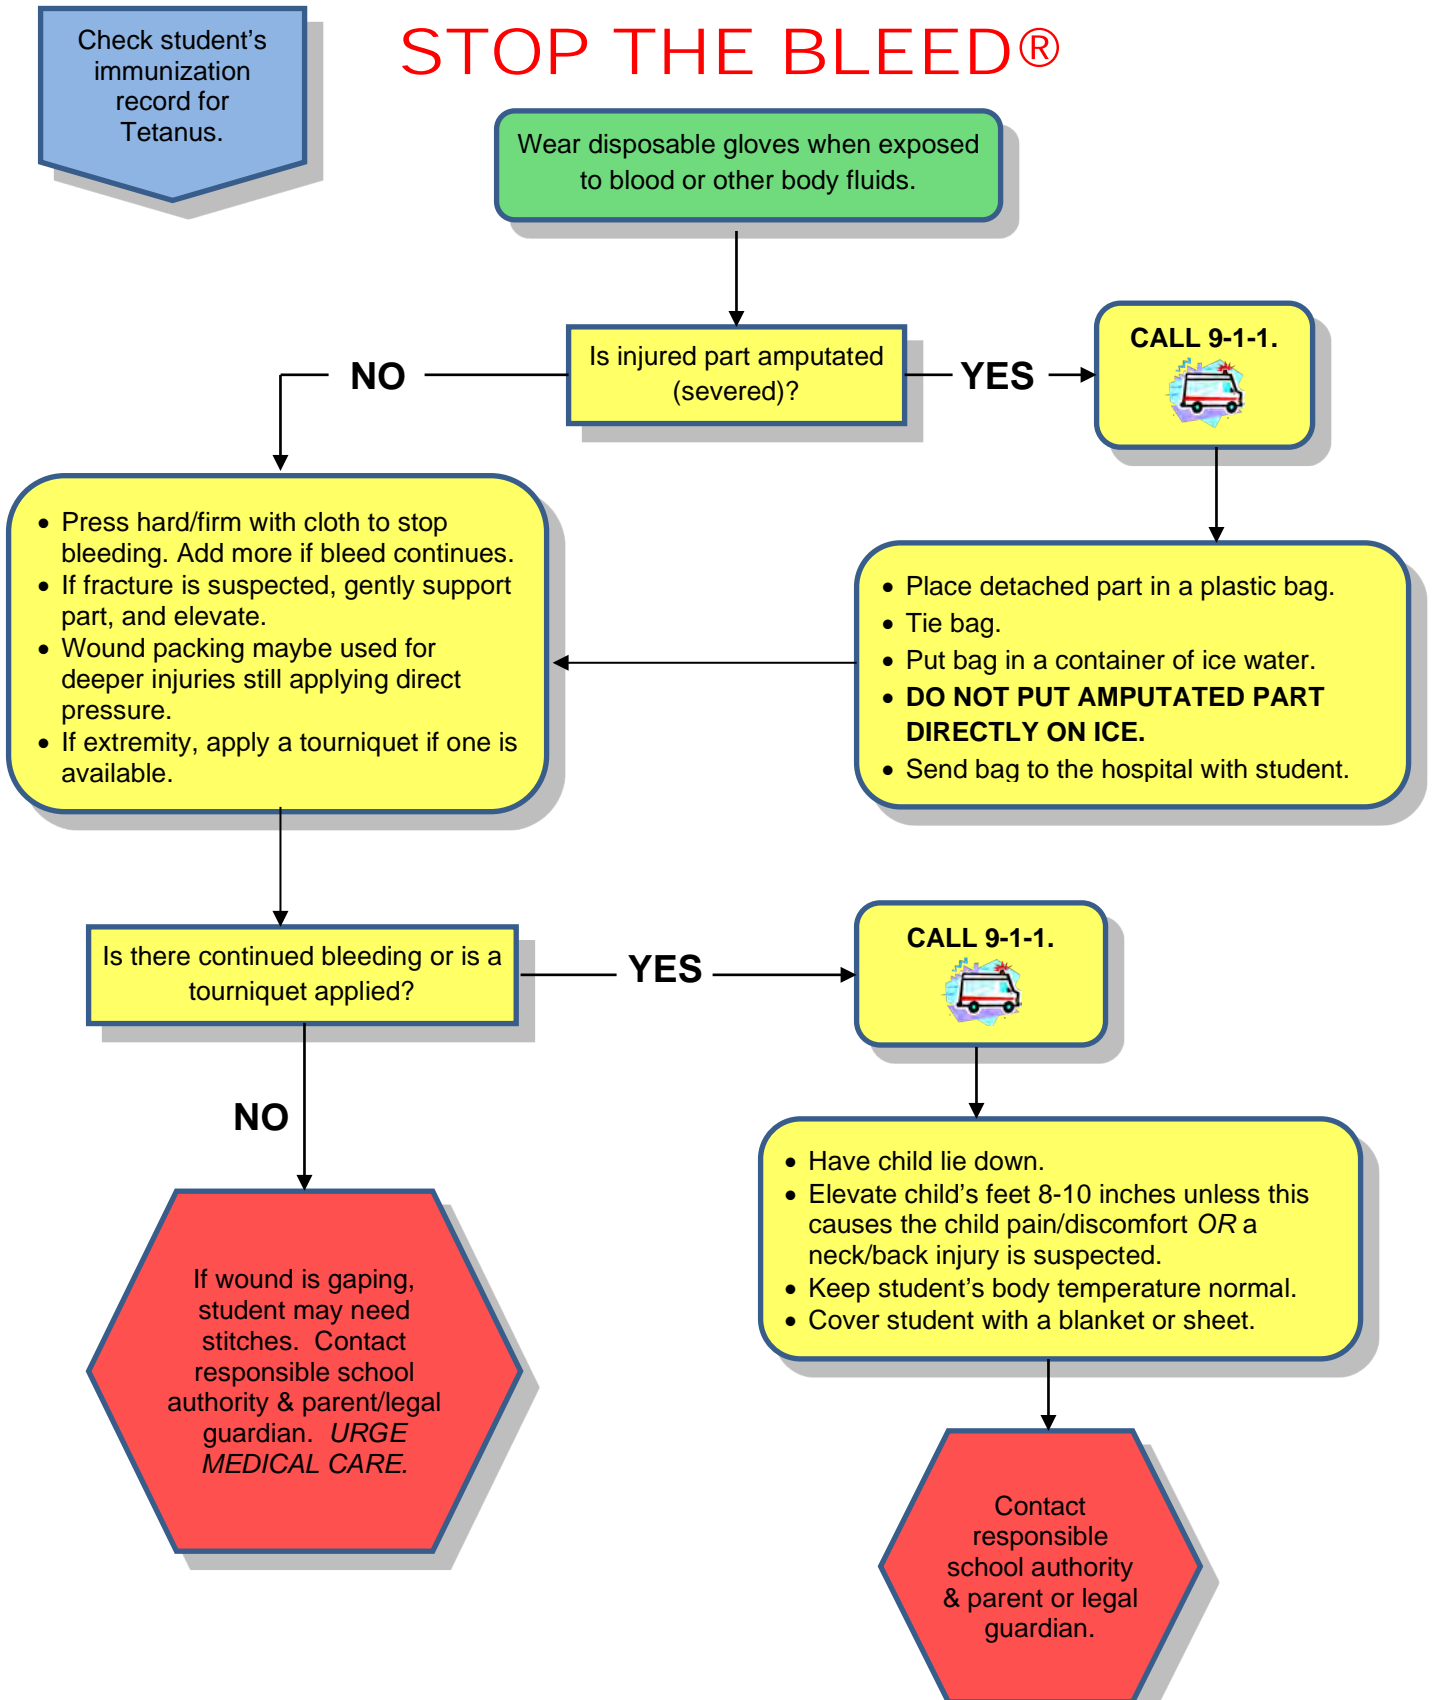 Check student's
immunization
record for
Tetanus.
STOP THE BLEED®
Wear disposable gloves when exposed
to blood or other body fluids.
Is injured part amputated
(severed)?
NO
YES
CALL 9-1-1.
• Press hard/firm with cloth to stop
bleeding. Add more if bleed continues.
• If fracture is suspected, gently support
part, and elevate.
• Wound packing maybe used for
deeper injuries still applying direct
pressure.
• If extremity, apply a tourniquet if one is
available.
• Place detached part in a plastic bag.
• Tie bag.
• Put bag in a container of ice water.
• DO NOT PUT AMPUTATED PART
DIRECTLY ON ICE.
• Send bag to the hospital with student.
Is there continued bleeding or is a
tourniquet applied?
YES
CALL 9-1-1.
NO
• Have child lie down.
• Elevate child's feet 8-10 inches unless this
causes the child pain/discomfort OR a
neck/back injury is suspected.
• Keep student's body temperature normal.
• Cover student with a blanket or sheet.
If wound is gaping,
student may need
stitches. Contact
responsible school
authority & parent/legal
guardian. URGE
MEDICAL CARE.
Contact
responsible
school authority
& parent or legal
guardian.